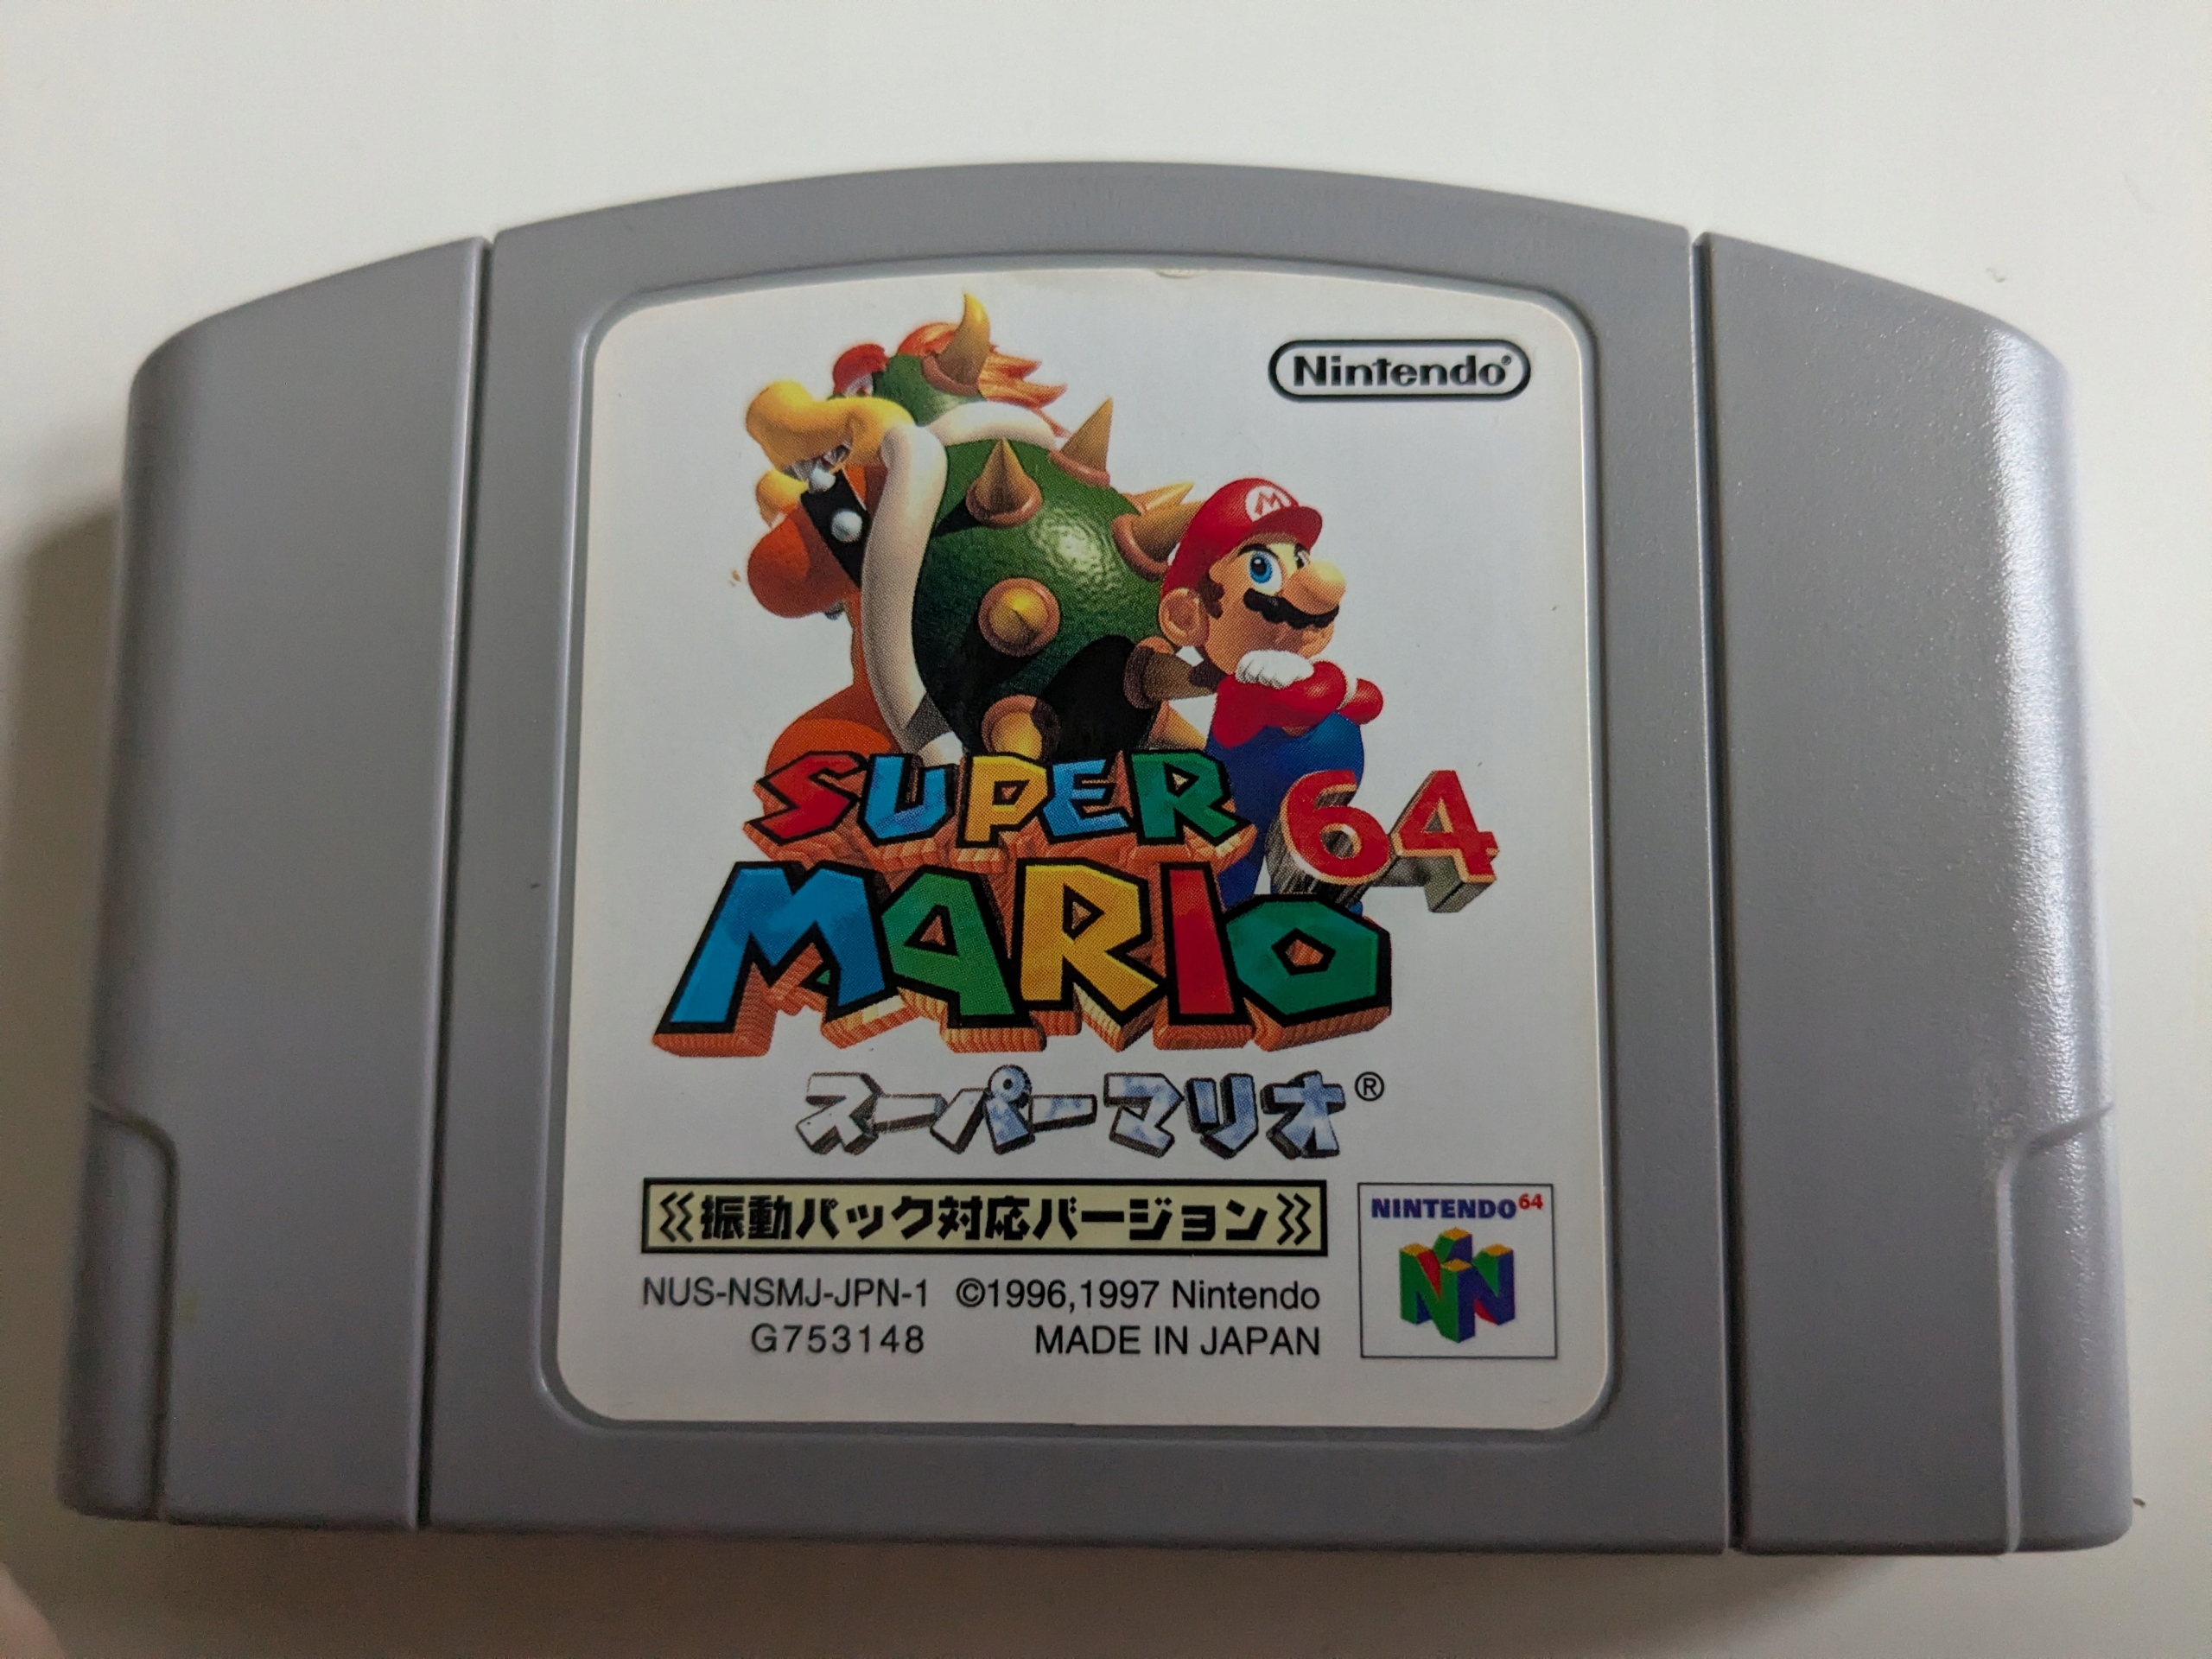 Nintendo®
M
SUPER
MARIO 64
スーパーマリオ®
振動パック対応バージョン
NUS-NSMJ-JPN-1 ©1996,1997 Nintendo
G753148 MADE IN JAPAN
NINTENDO64